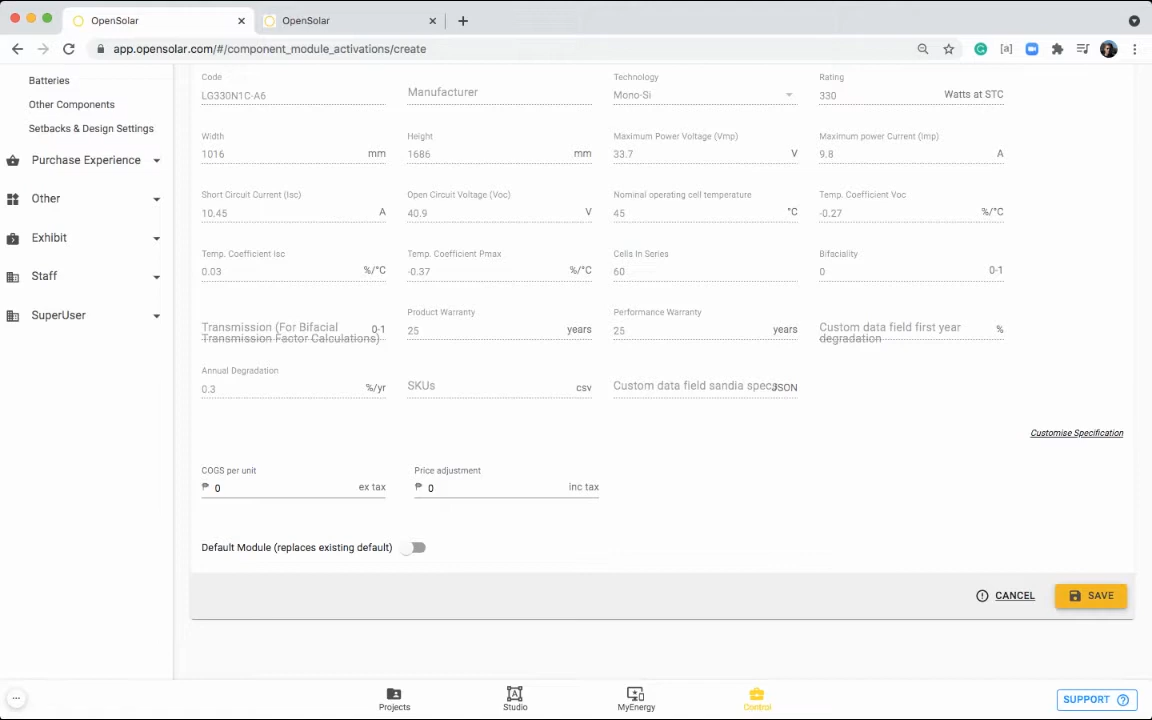 OpenSolar
OpenSolar
app.opensolar.com/#/component_module_activations/create
[a]
Batteries
Other Components
Setbacks & Design Settings
Purchase Experience
Other
Exhibit
Staff
SuperUser
Code
LG330N1C-A6
Manufacturer
Technology
Mono-Si
Rating
330 Watts at STC
Width
1016 mm
Height
1686 mm
Maximum Power Voltage (Vmp)
33.7 V
Maximum power Current (Imp)
9.8 A
Short Circuit Current (Isc)
10.45 A
Open Circuit Voltage (Voc)
40.9 V
Nominal operating cell temperature
45 °C
Temp. Coefficient Voc
-0.27 %/°C
Temp. Coefficient Isc
0.03 %/°C
Temp. Coefficient Pmax
-0.37 %/°C
Cells In Series
60
Bifaciality
0 0-1
Transmission (For Bifacial
Transmission Factor Calculations)
0-1
Product Warranty
25 years
Performance Warranty
25 years
Custom data field first year
degradation
%
Annual Degradation
0.3 %/yr
SKUs csv
Custom data field sandia spec JSON
Customise Specification
COGS per unit
₱ 0 ex tax
Price adjustment
₱ 0 inc tax
Default Module (replaces existing default)
CANCEL
SAVE
Projects
Studio
MyEnergy
Control
SUPPORT